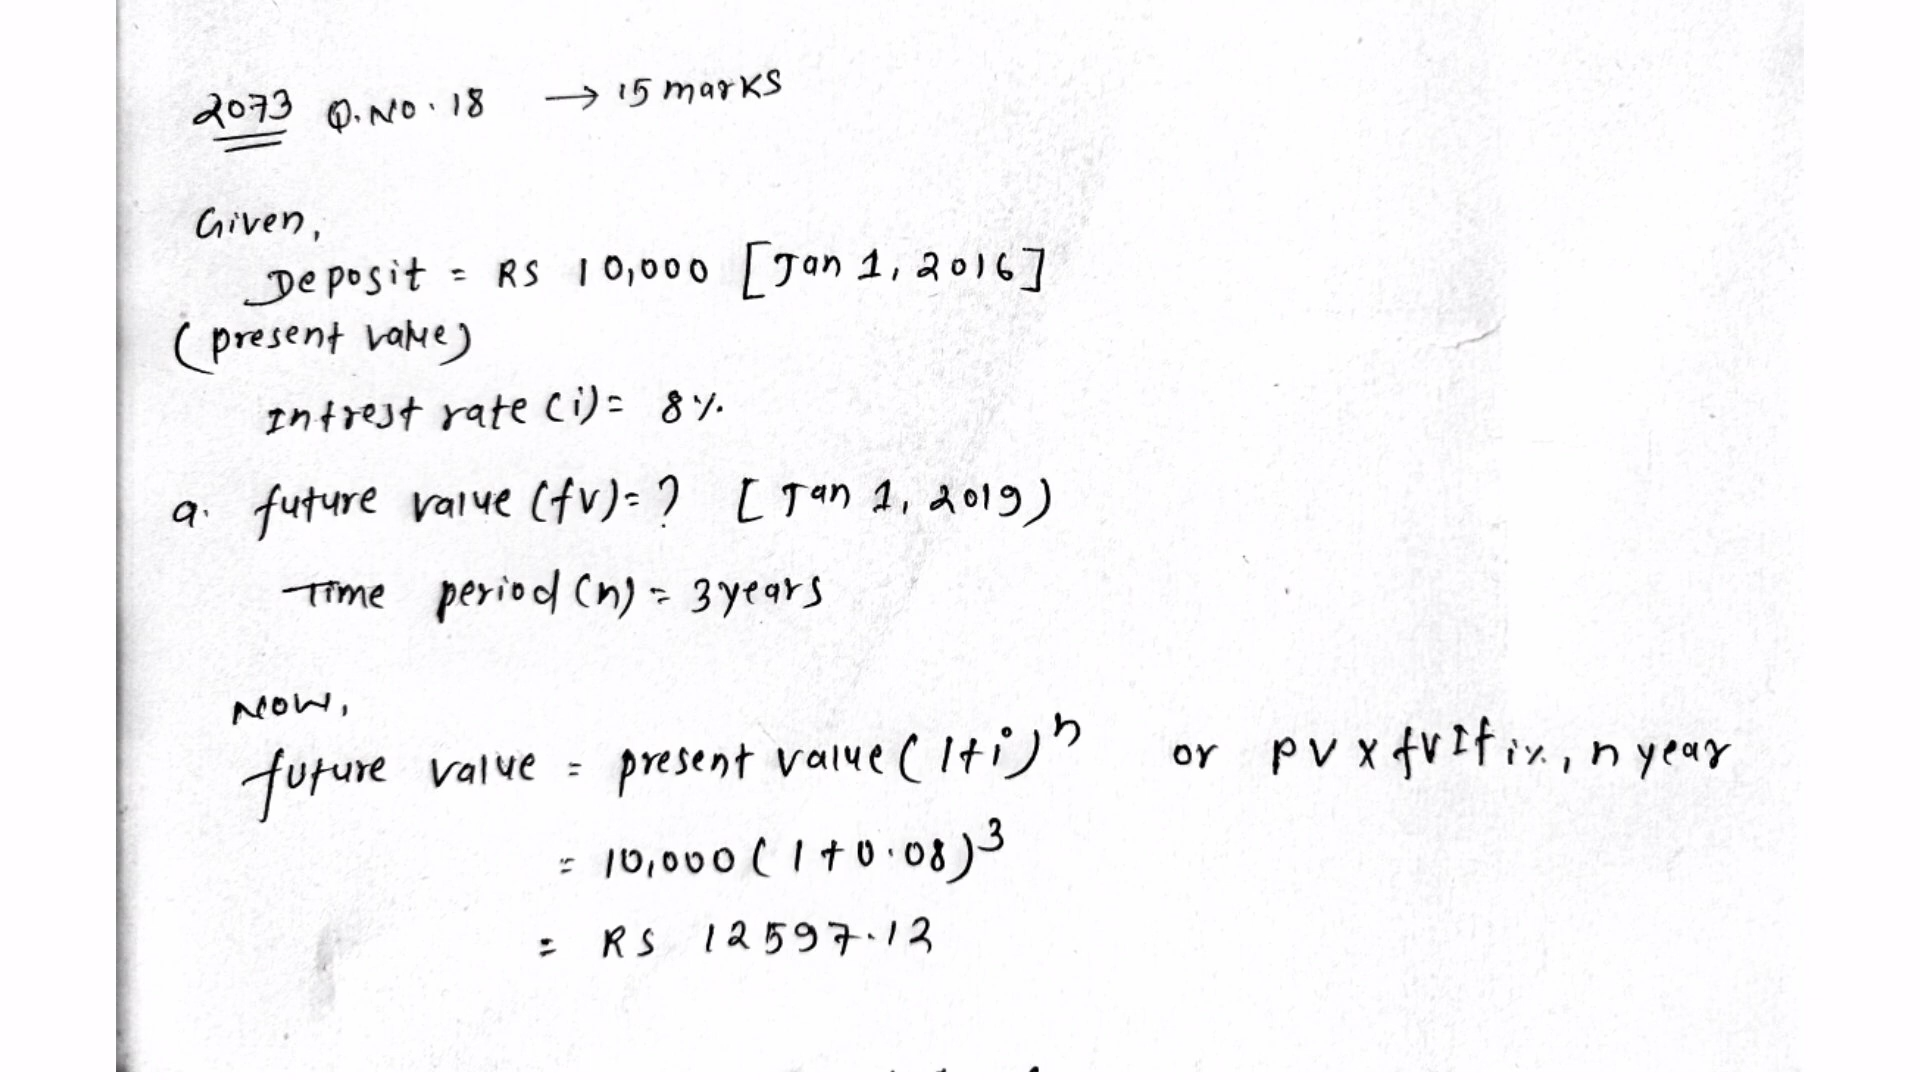 2073 Q.No. 18 → 15 marks
Given,
Deposit = RS 10,000 [Jan 1, 2016]
(present value)
Intrest rate (i) = 8%
a. future value (fv) = ? [Jan 1, 2019)
Time period (n) = 3 years
Now,
future value = present value (1+i)^n or PV x fvIf i%, n year
= 10,000 (1 + 0.08)^3
= RS 12597.12